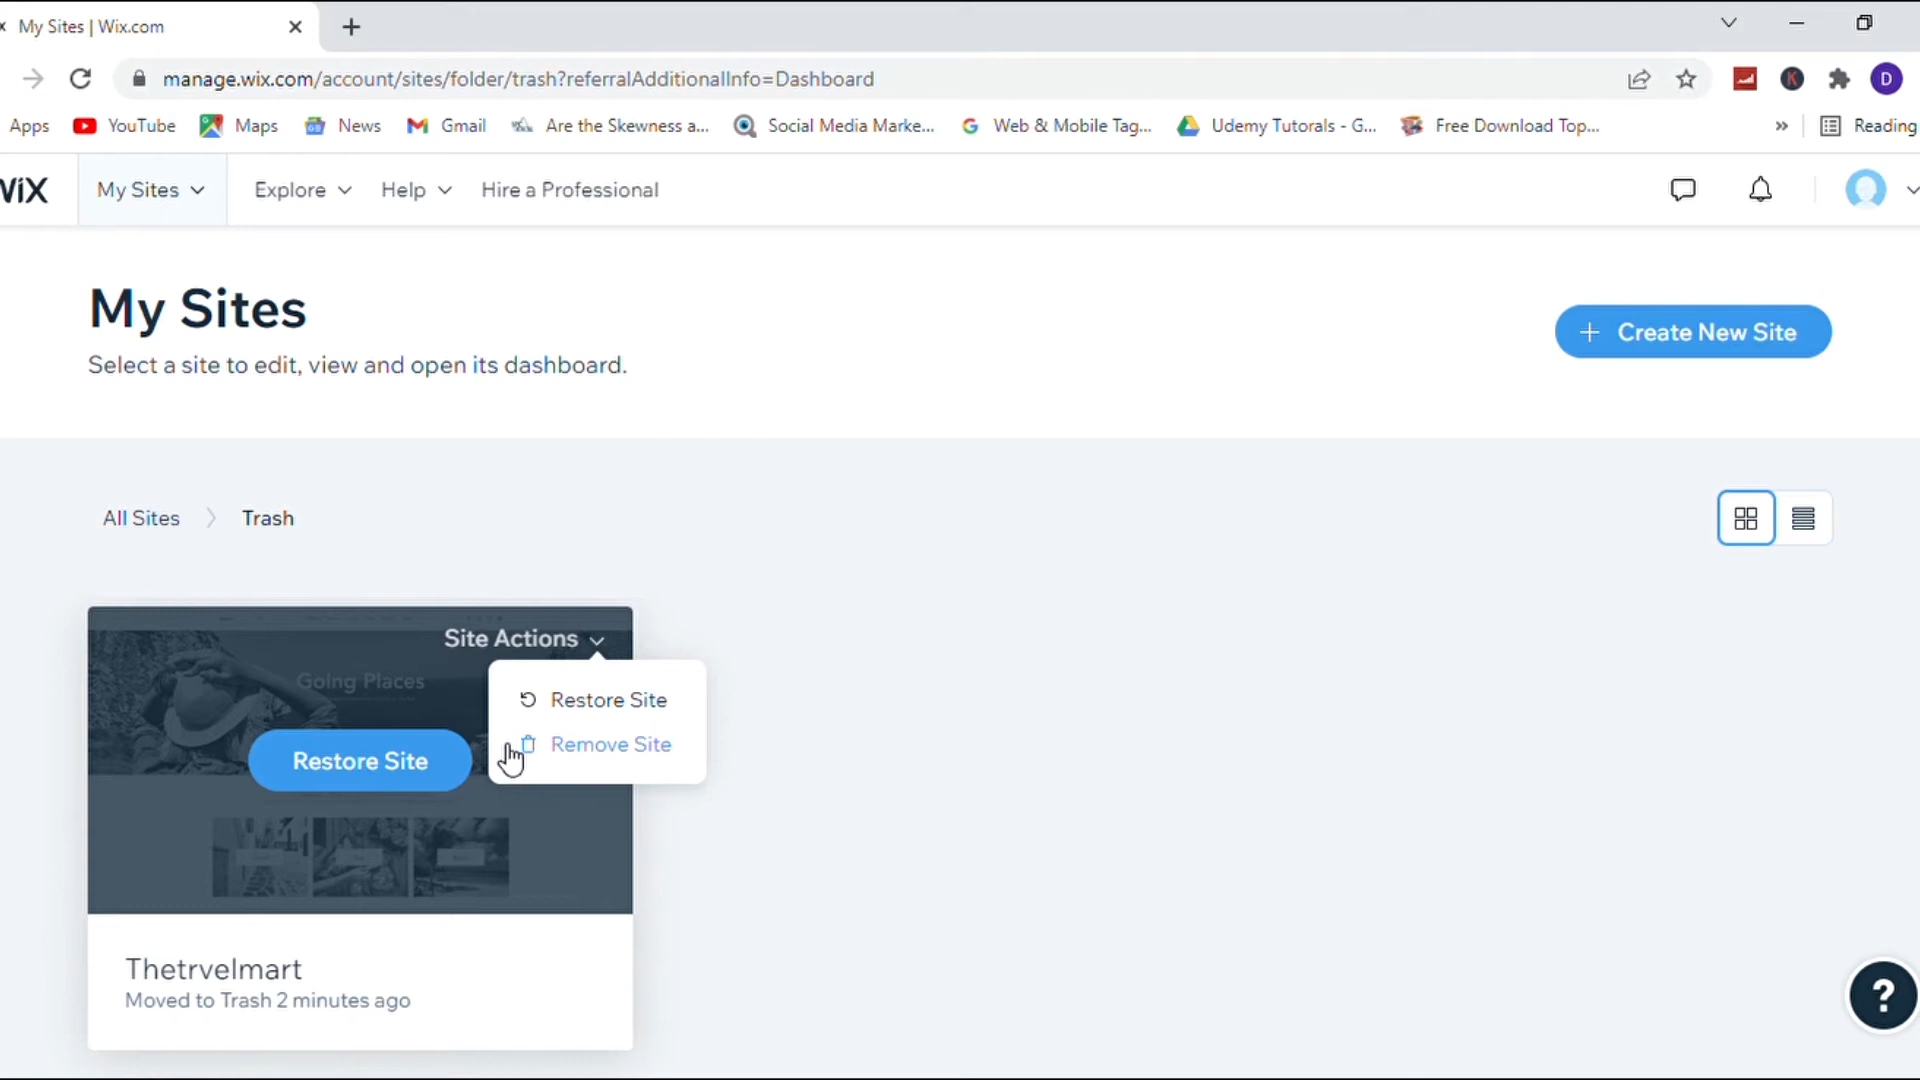 My Sites | Wix.com
manage.wix.com/account/sites/folder/trash?referralAdditionalInfo=Dashboard
Apps YouTube Maps News Gmail Are the Skewness a... Social Media Marke... Web & Mobile Tag... Udemy Tutorials - G... Free Download Top... » Reading
WiX My Sites Explore Help Hire a Professional
My Sites
Select a site to edit, view and open its dashboard.
+ Create New Site
All Sites > Trash
Site Actions
Going Places
Restore Site
Remove Site
Restore Site
Thetrvelmart
Moved to Trash 2 minutes ago
D
K
?